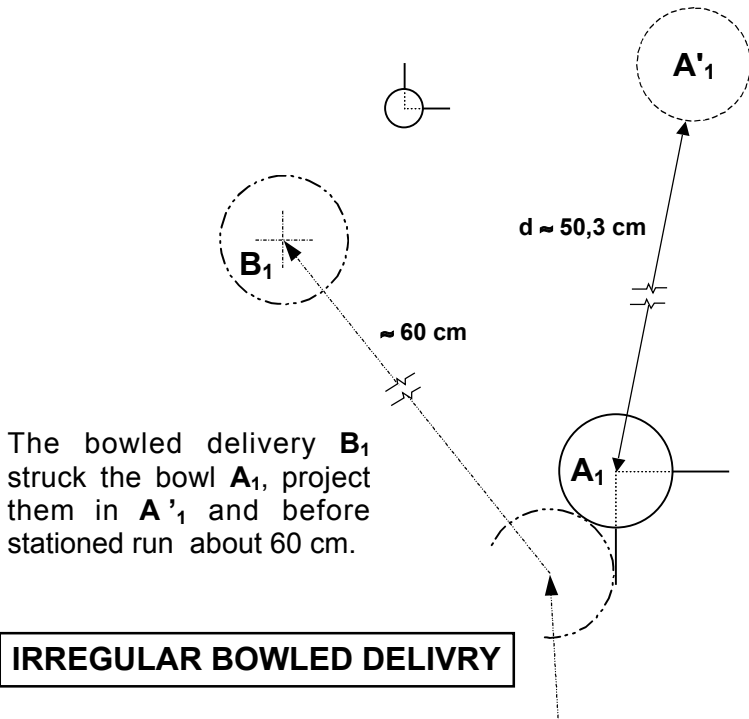 A'1
d ≈ 50,3 cm
B1
≈ 60 cm
A1
The bowled delivery B1
struck the bowl A1, project
them in A '1 and before
stationed run about 60 cm.
IRREGULAR BOWLED DELIVRY